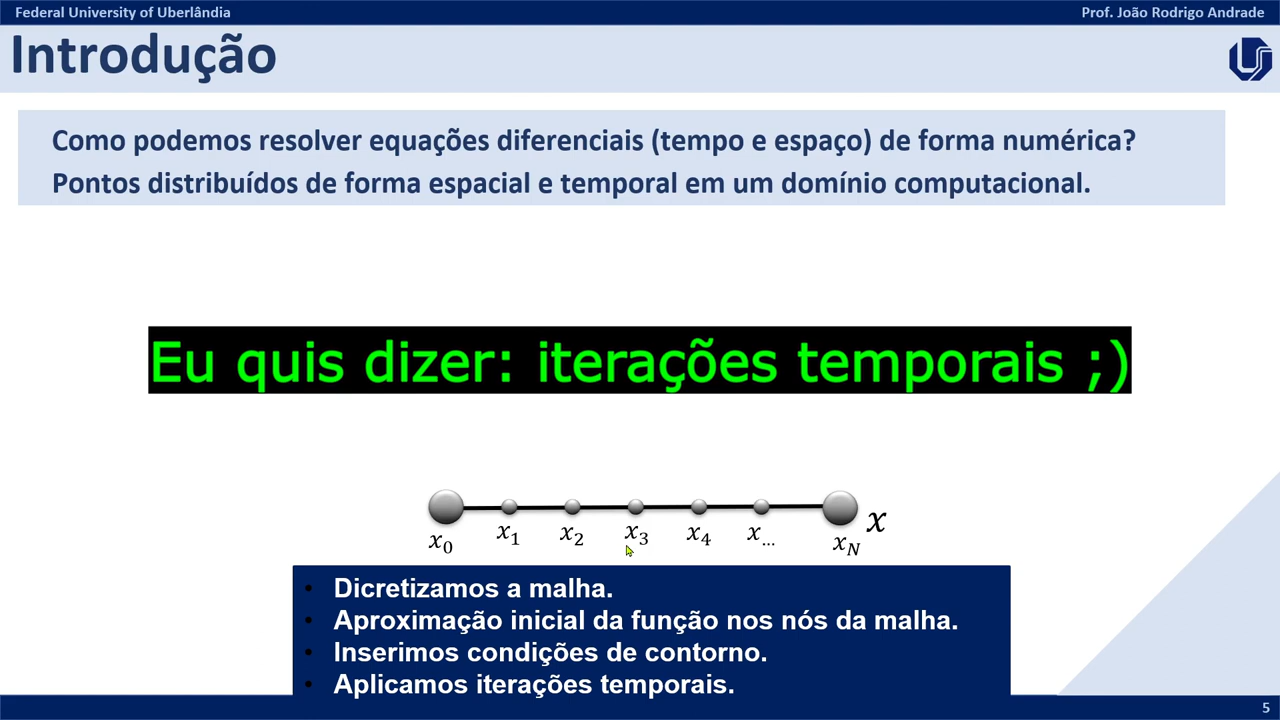 Federal University of Uberlândia
Prof. João Rodrigo Andrade
Introdução
Como podemos resolver equações diferenciais (tempo e espaço) de forma numérica?
Pontos distribuídos de forma espacial e temporal em um domínio computacional.
Eu quis dizer: iterações temporais ;)
x₀ x₁ x₂ x₃ x₄ x... x_N x
• Dicretizamos a malha.
• Aproximação inicial da função nos nós da malha.
• Inserimos condições de contorno.
• Aplicamos iterações temporais.
5